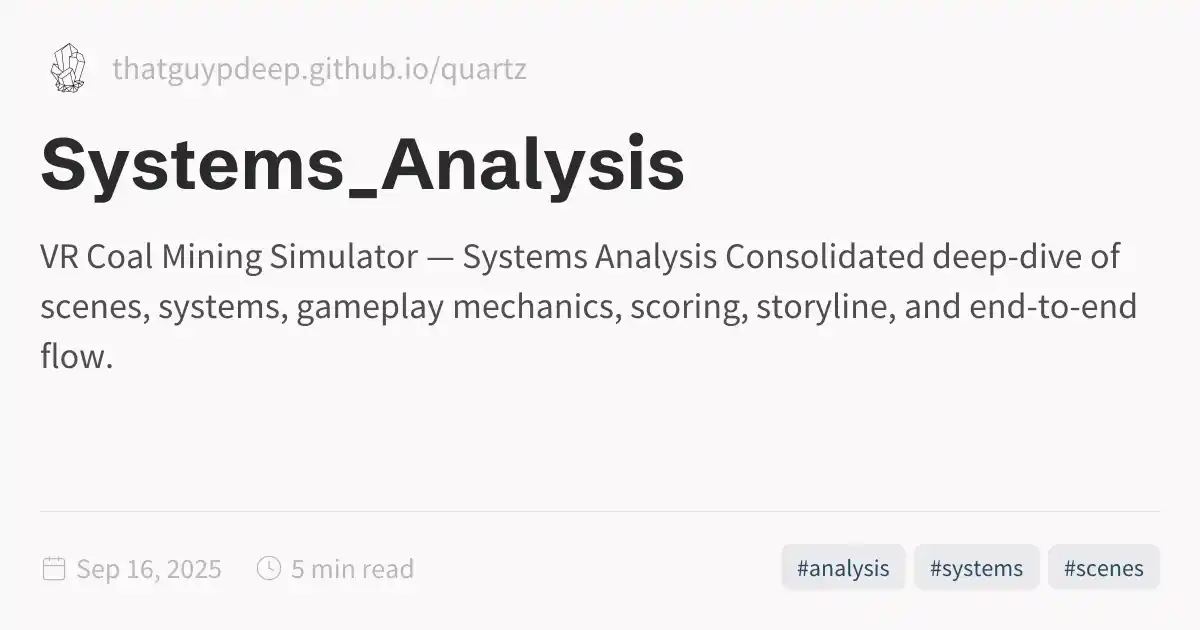 thatguypdeep.github.io/quartz
Systems_Analysis
VR Coal Mining Simulator — Systems Analysis Consolidated deep-dive of
scenes, systems, gameplay mechanics, scoring, storyline, and end-to-end
flow.
Sep 16, 2025 5 min read #analysis #systems #scenes